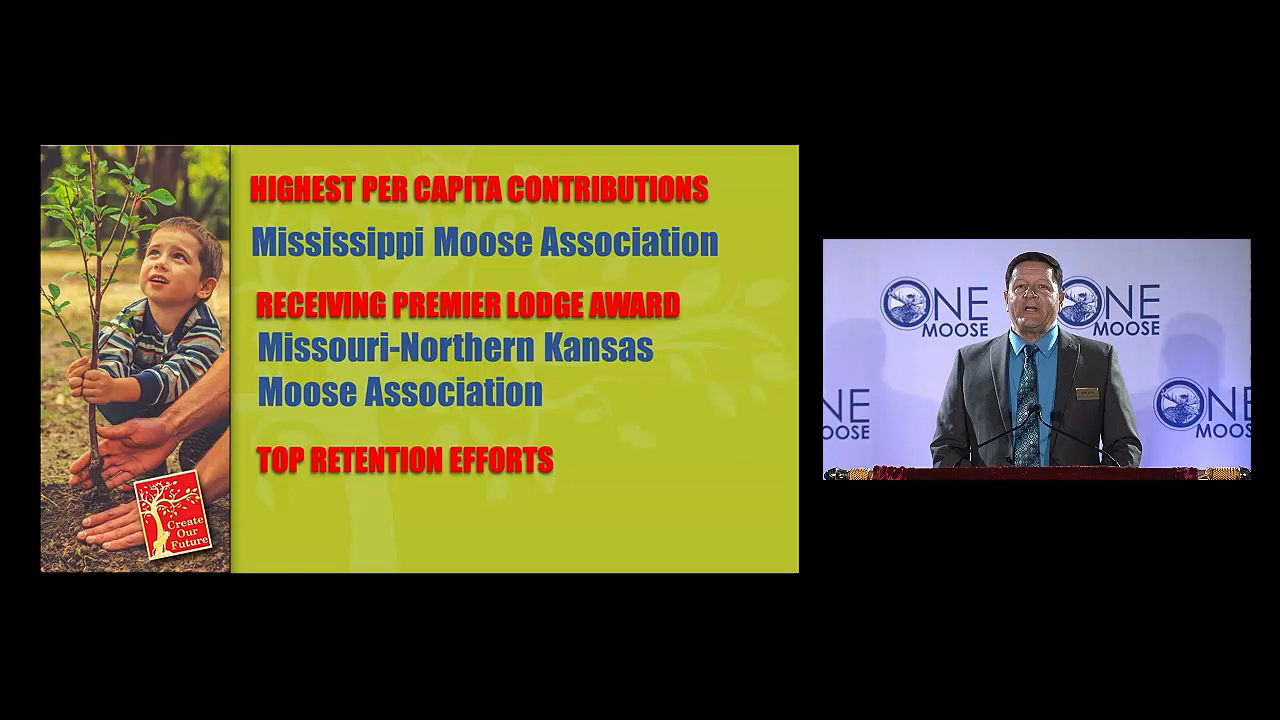 HIGHEST PER CAPITA CONTRIBUTIONS
Mississippi Moose Association
RECEIVING PREMIER LODGE AWARD
Missouri-Northern Kansas
Moose Association
TOP RETENTION EFFORTS
Create
Our
Future
ONE
MOOSE
ONE
MOOSE
NE
OOSE
ONE
MOOSE